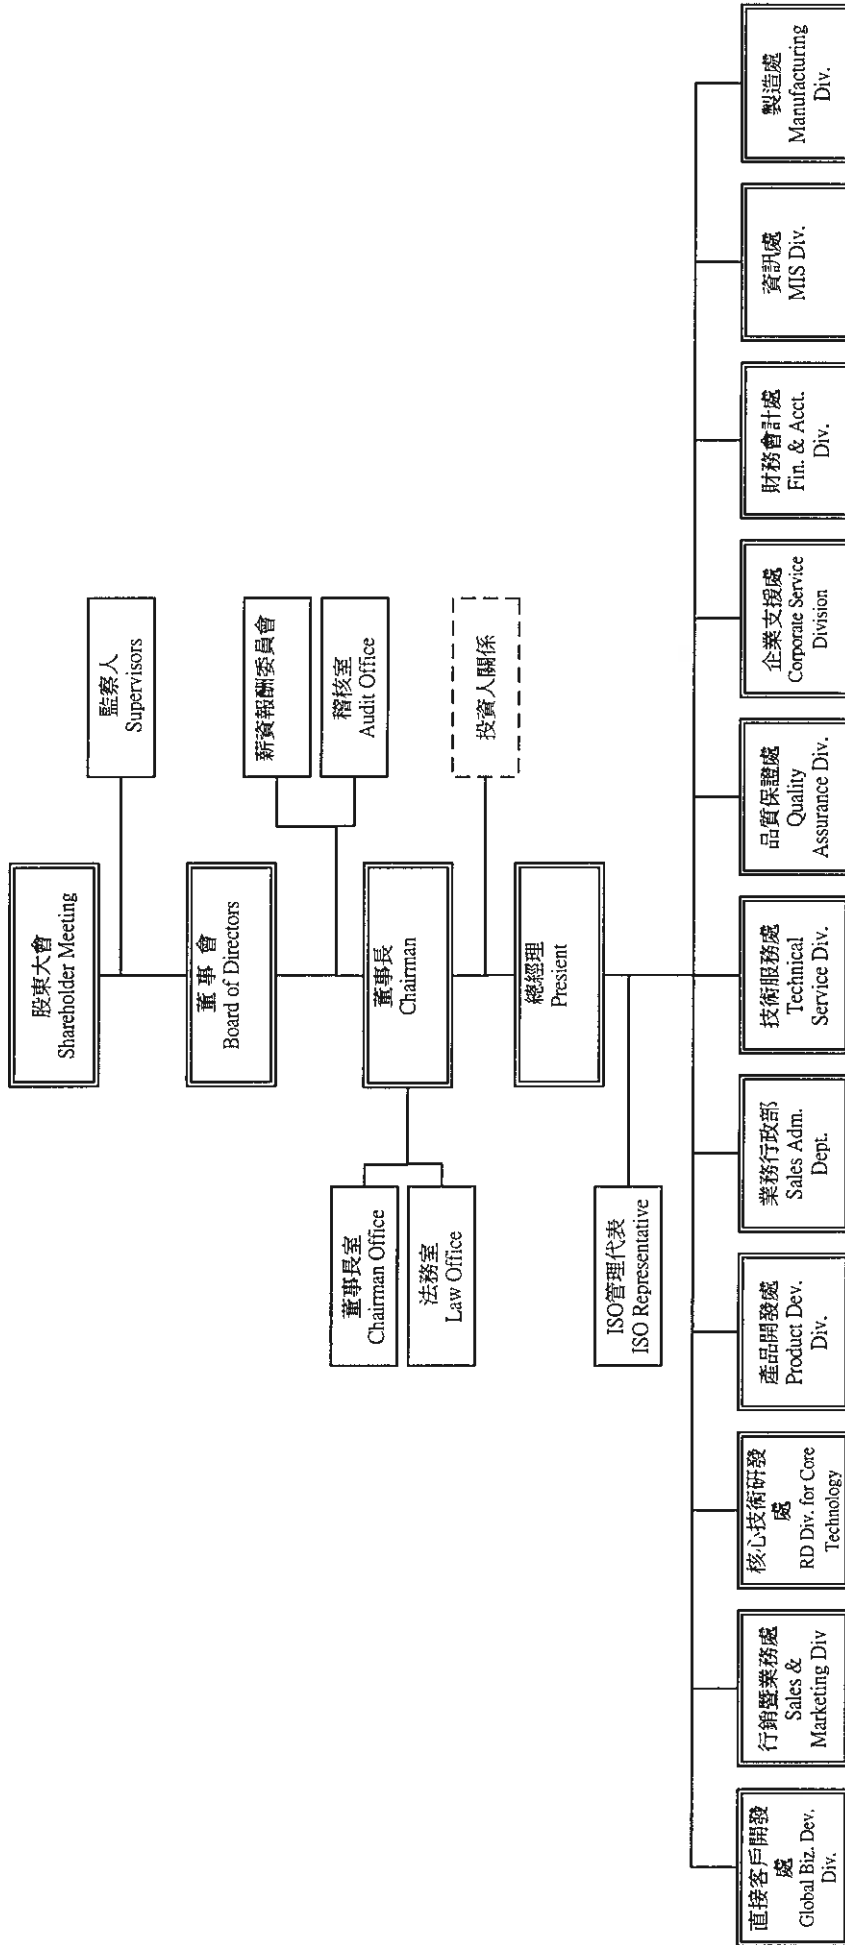 股東大會
Shareholder Meeting
監察人
Supervisors
董 事 會
Board of Directors
薪資報酬委員會
稽核室
Audit Office
董事長
Chairman
董事長室
Chairman Office
法務室
Law Office
投資人關係
總經理
Presient
ISO管理代表
ISO Representative
直接客戶開發
處
Global Biz. Dev.
Div.
行銷暨業務處
Sales &
Marketing Div
核心技術研發
處
RD Div. for Core
Technology
產品開發處
Product Dev.
Div.
業務行政部
Sales Adm.
Dept.
技術服務處
Technical
Service Div.
品質保證處
Quality
Assurance Div.
企業支援處
Corporate Service
Division
財務會計處
Fin. & Acct.
Div.
資訊處
MIS Div.
製造處
Manufacturing
Div.